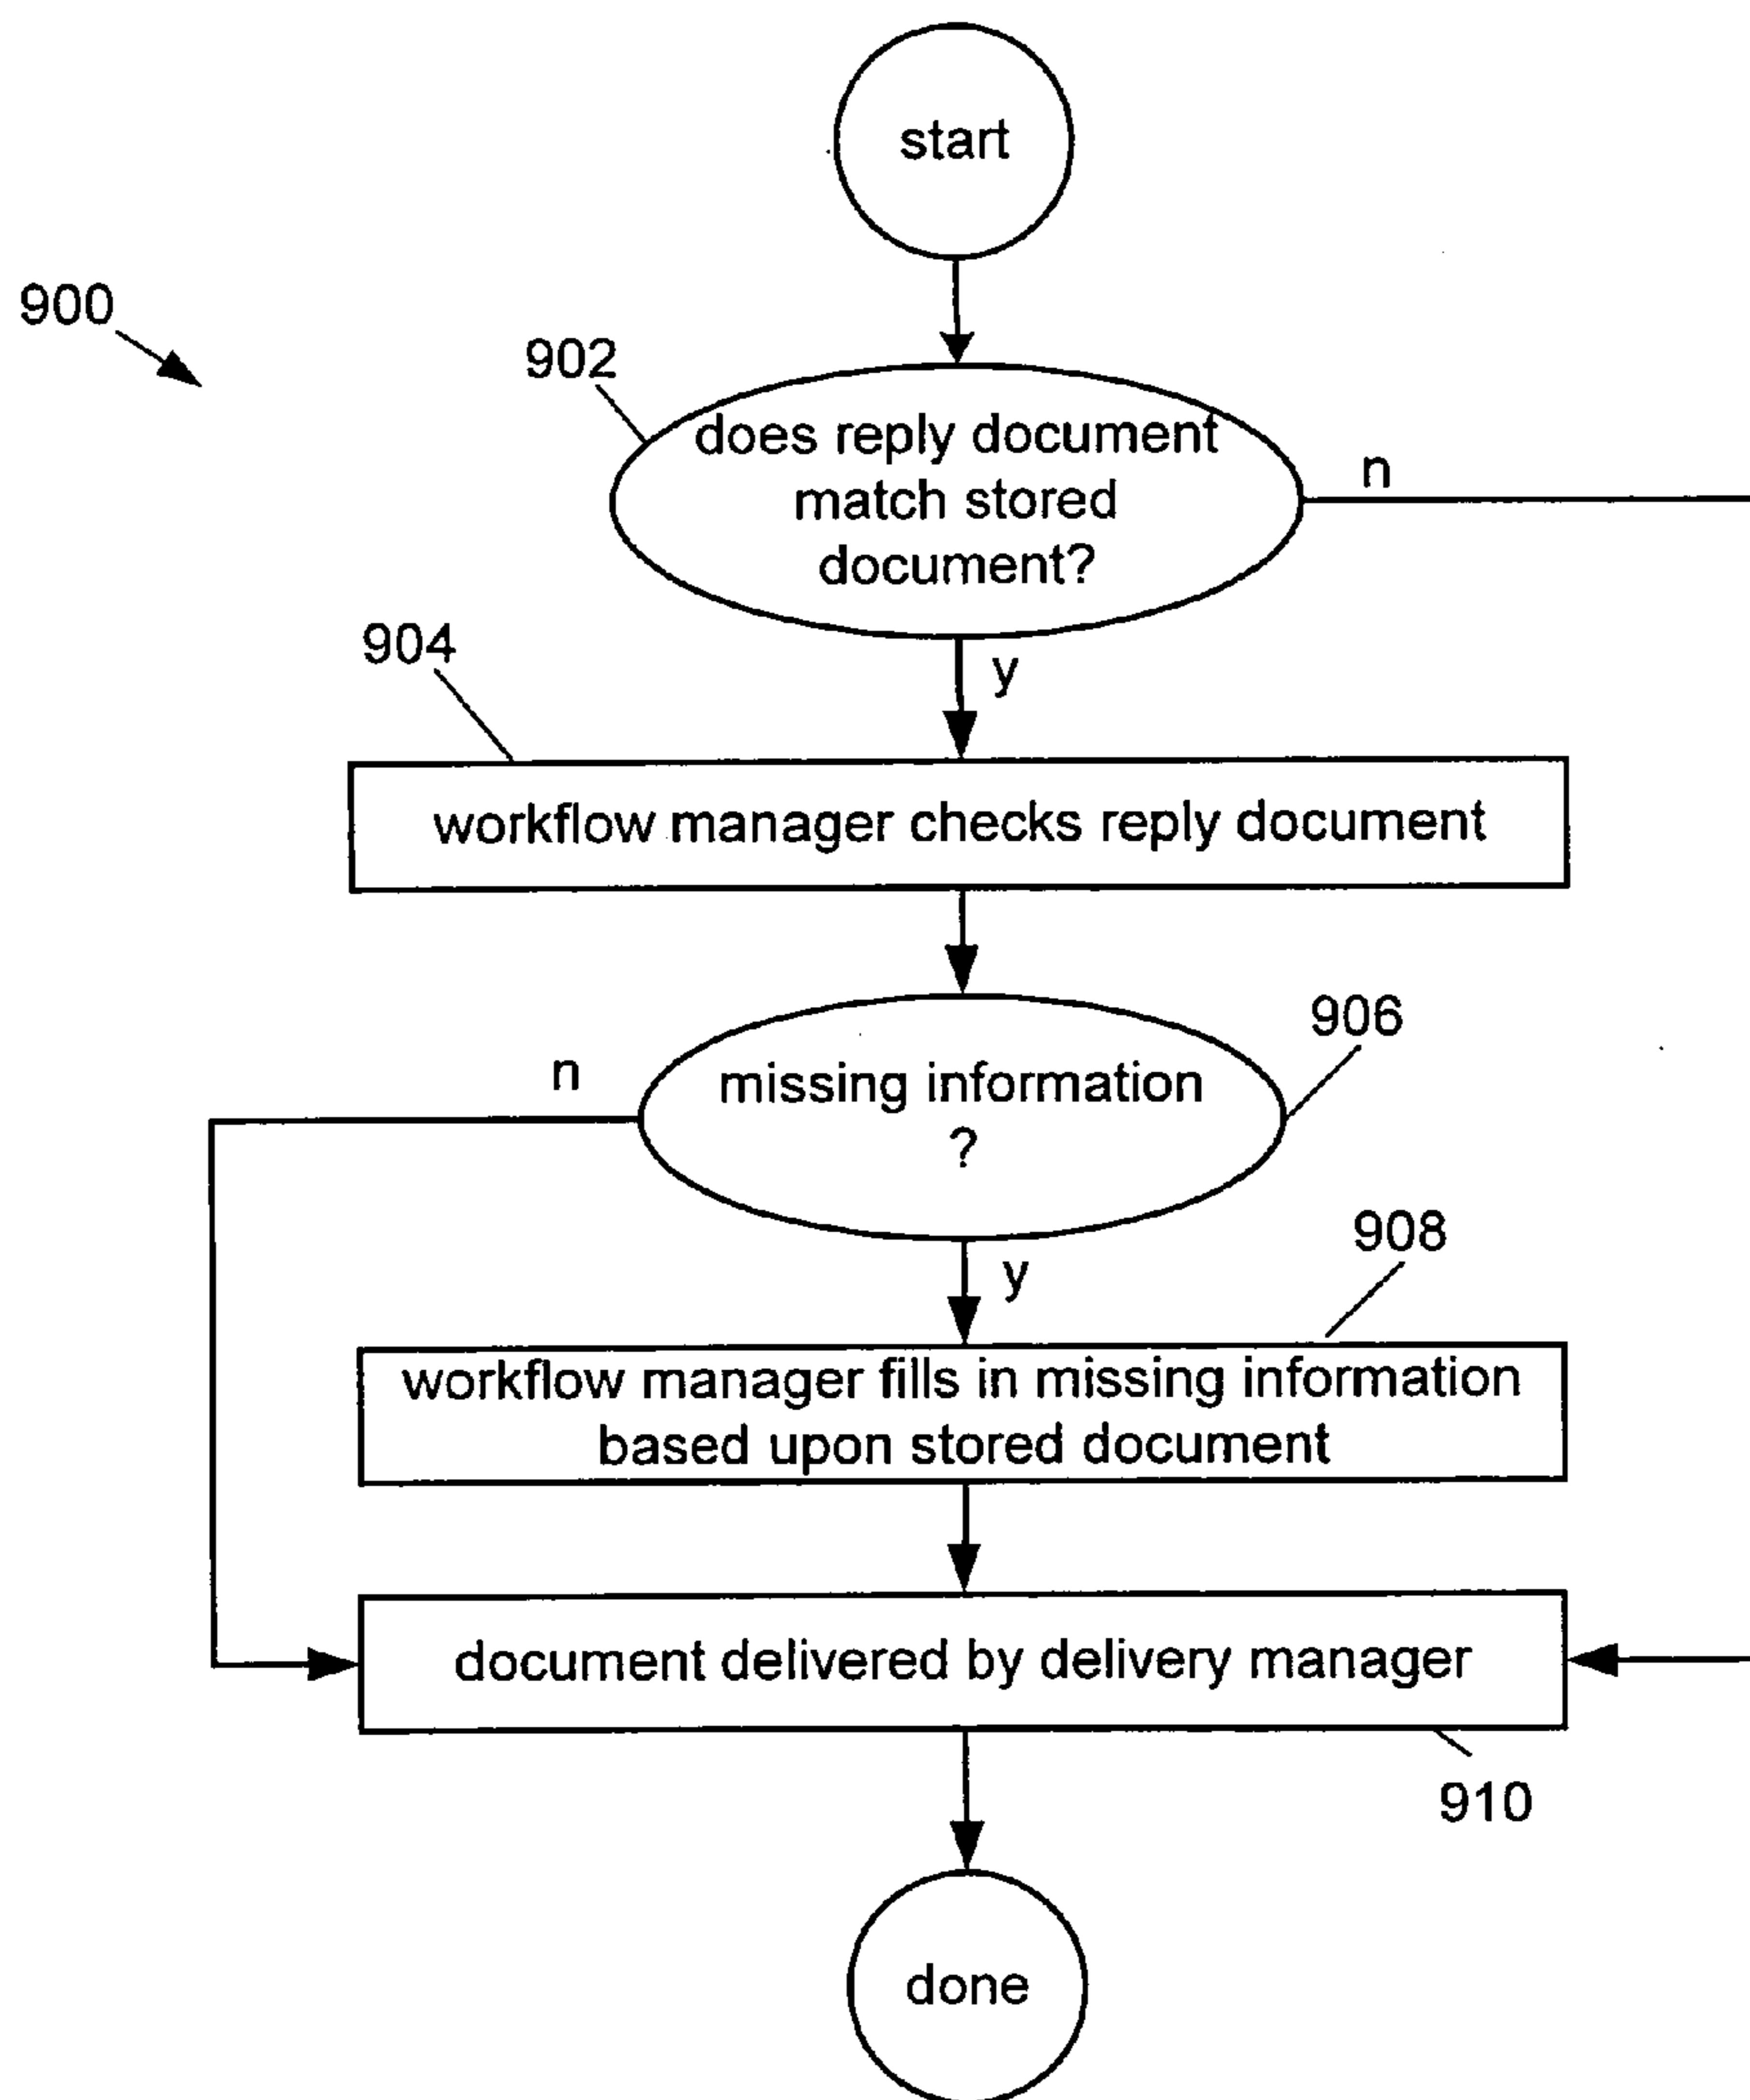 start
900
902
does reply document
match stored
document?
n
904
y
workflow manager checks reply document
906
n
missing information
?
908
y
workflow manager fills in missing information
based upon stored document
document delivered by delivery manager
910
done